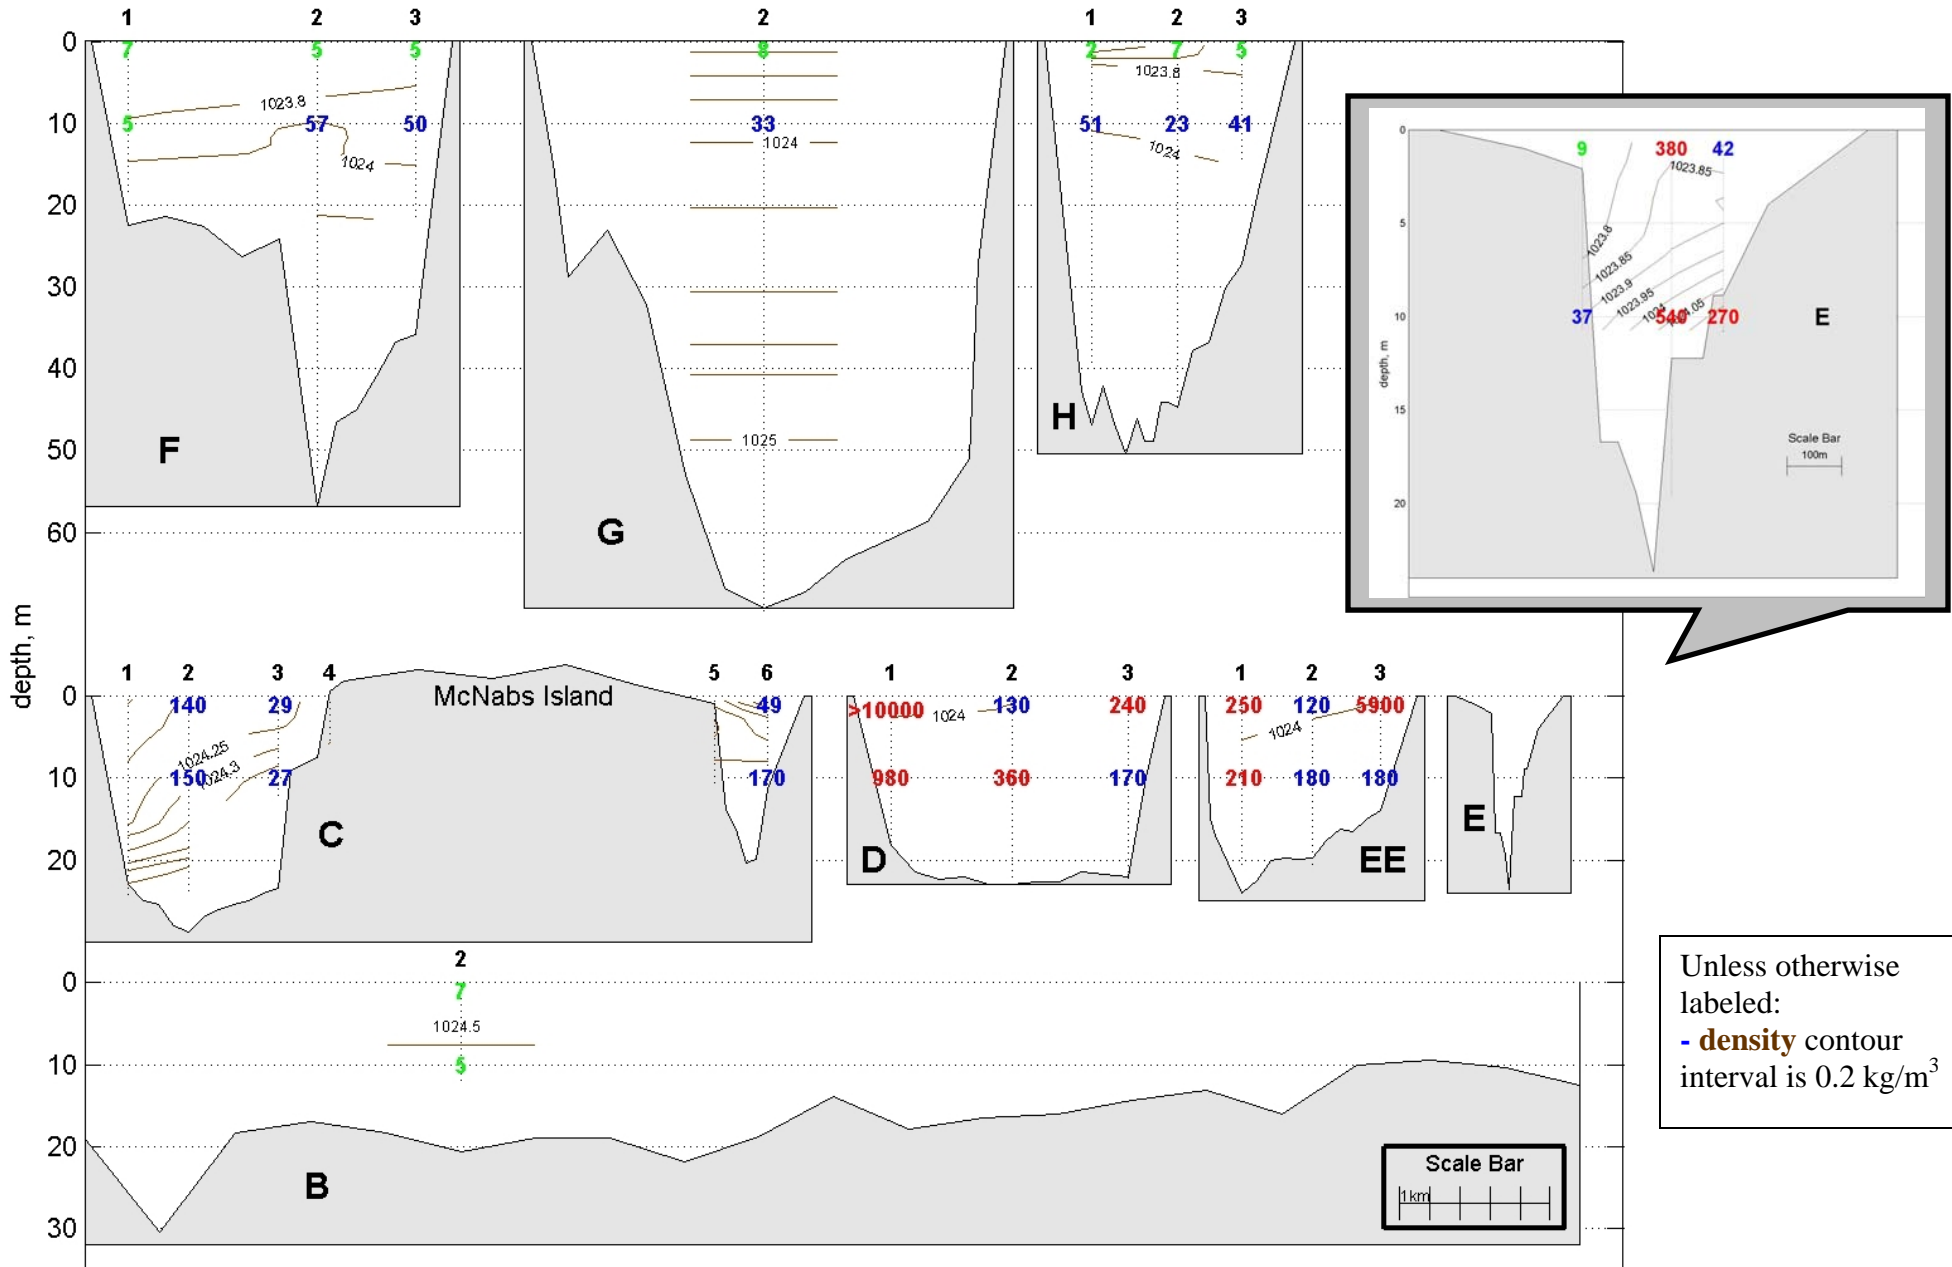 1 2 3 2 1 2 3
0 7 5 5 8 2 7 5
1023.8 1023.8
10 5 57 50 33 51 23 41
1024 1024 1024
20
30
40
50 1025
60
F G H
0 9 380 42
1023.85
5 1023.8
1023.85
1023.9
1023.95
1024
1024.05
10 37 540 270 E
15
20
depth, m
Scale Bar
100m
depth, m
1 2 3 4 5 6 1 2 3 1 2 3
McNabs Island
0 140 29 49 >10000 130 240 250 120 5900
1024.25 1024 1024
1024.3
10 150 27 170 980 360 170 210 180 180
20
C D EE E
2
0 7
1024.5
10 5
20
30
B
Scale Bar
1km
Unless otherwise
labeled:
- density contour
interval is 0.2 kg/m³